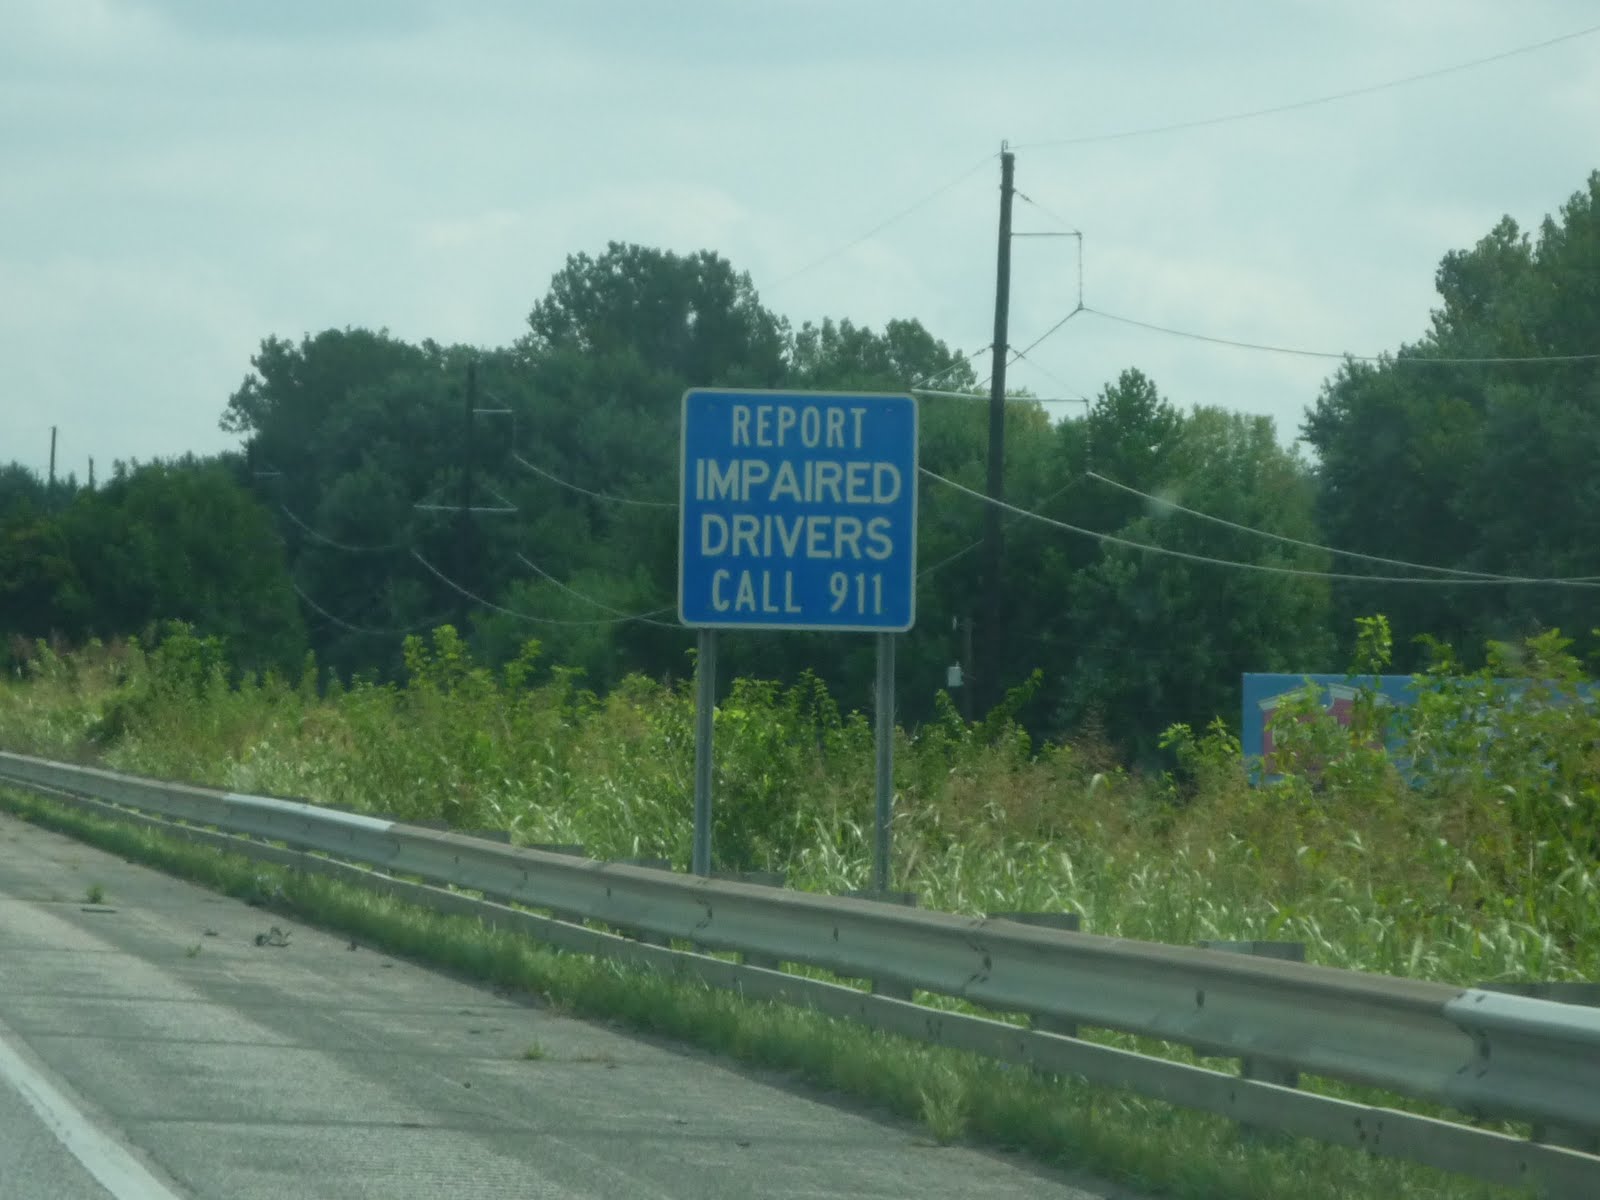 REPORT
IMPAIRED
DRIVERS
CALL 911